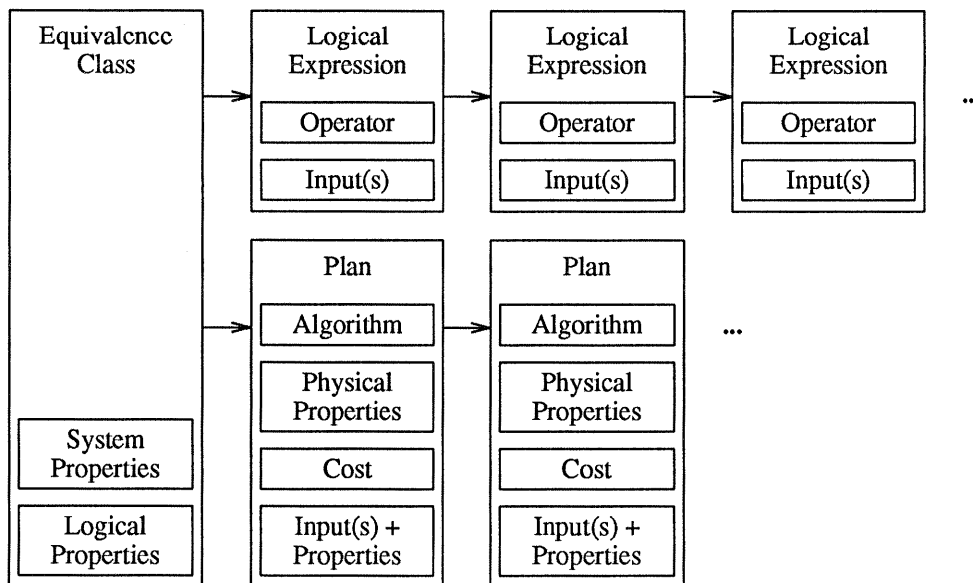 Equivalence
Class
System
Properties
Logical
Properties
Logical
Expression
Operator
Input(s)
Logical
Expression
Operator
Input(s)
Logical
Expression
Operator
Input(s)
..
Plan
Algorithm
Physical
Properties
Cost
Input(s) +
Properties
Plan
Algorithm
Physical
Properties
Cost
Input(s) +
Properties
...